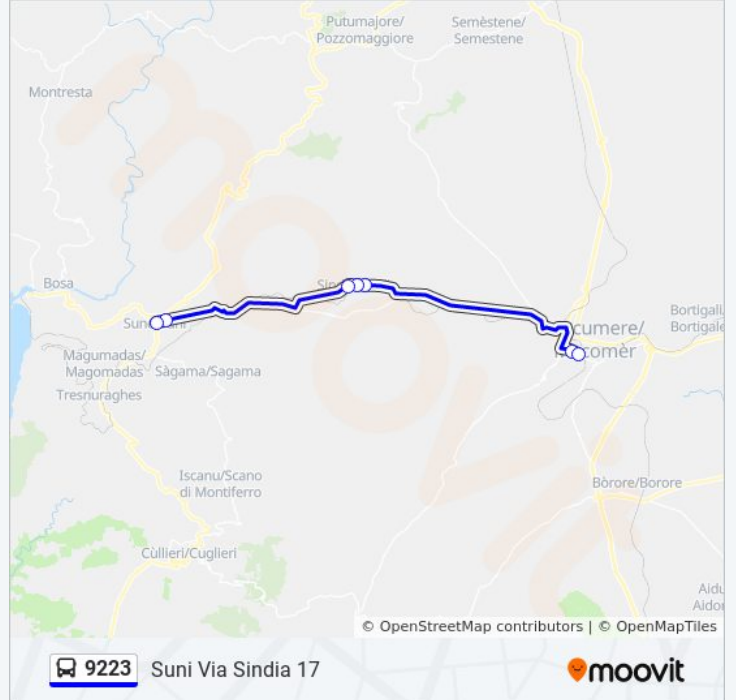 Putumajore/
Pozzomaggiore
Semèstene/
Semestene
Montresta
Bosa
Bortigali
Bortigale
cumere/
Magumadas/
Magomadas
Sàgama/Sagama
Tresnuraghes
Iscanu/Scano
di Montiferro
Bòrore/Borore
Cùllieri/Cuglieri
© OpenStreetMap contributors | © OpenMapTiles
9223 Suni Via Sindia 17
moovit